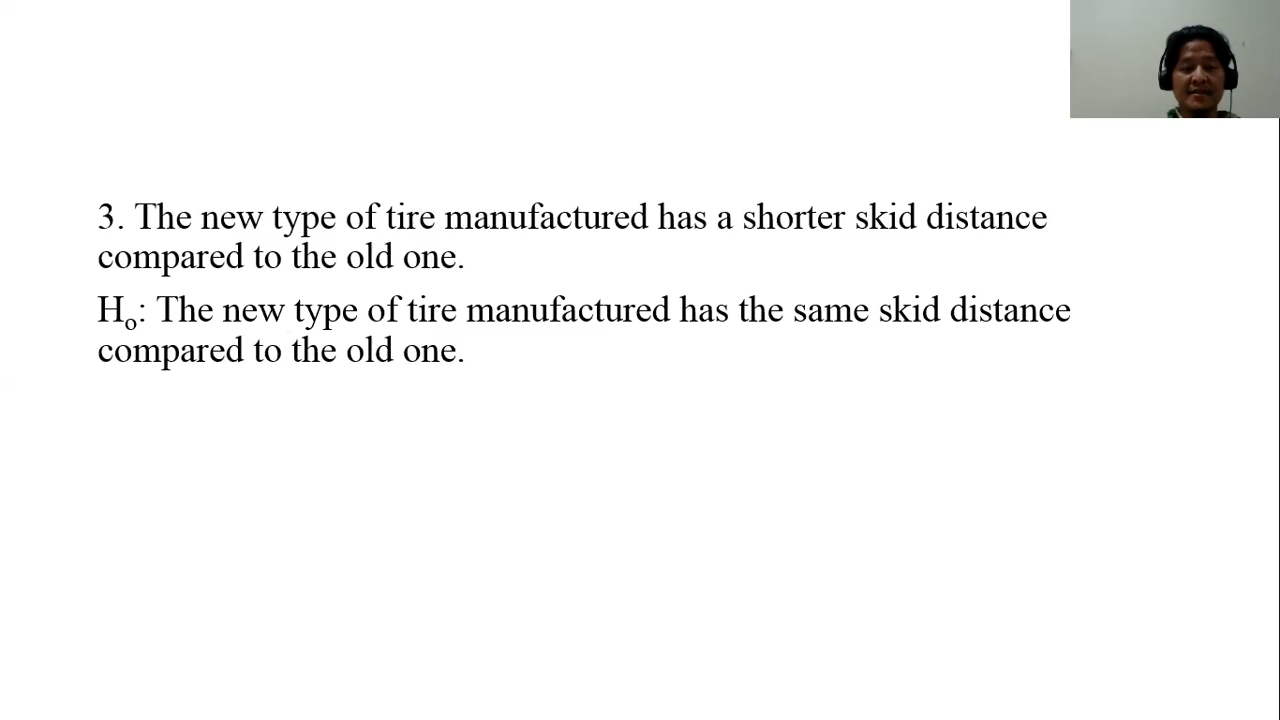 3. The new type of tire manufactured has a shorter skid distance
compared to the old one.
Ho: The new type of tire manufactured has the same skid distance
compared to the old one.